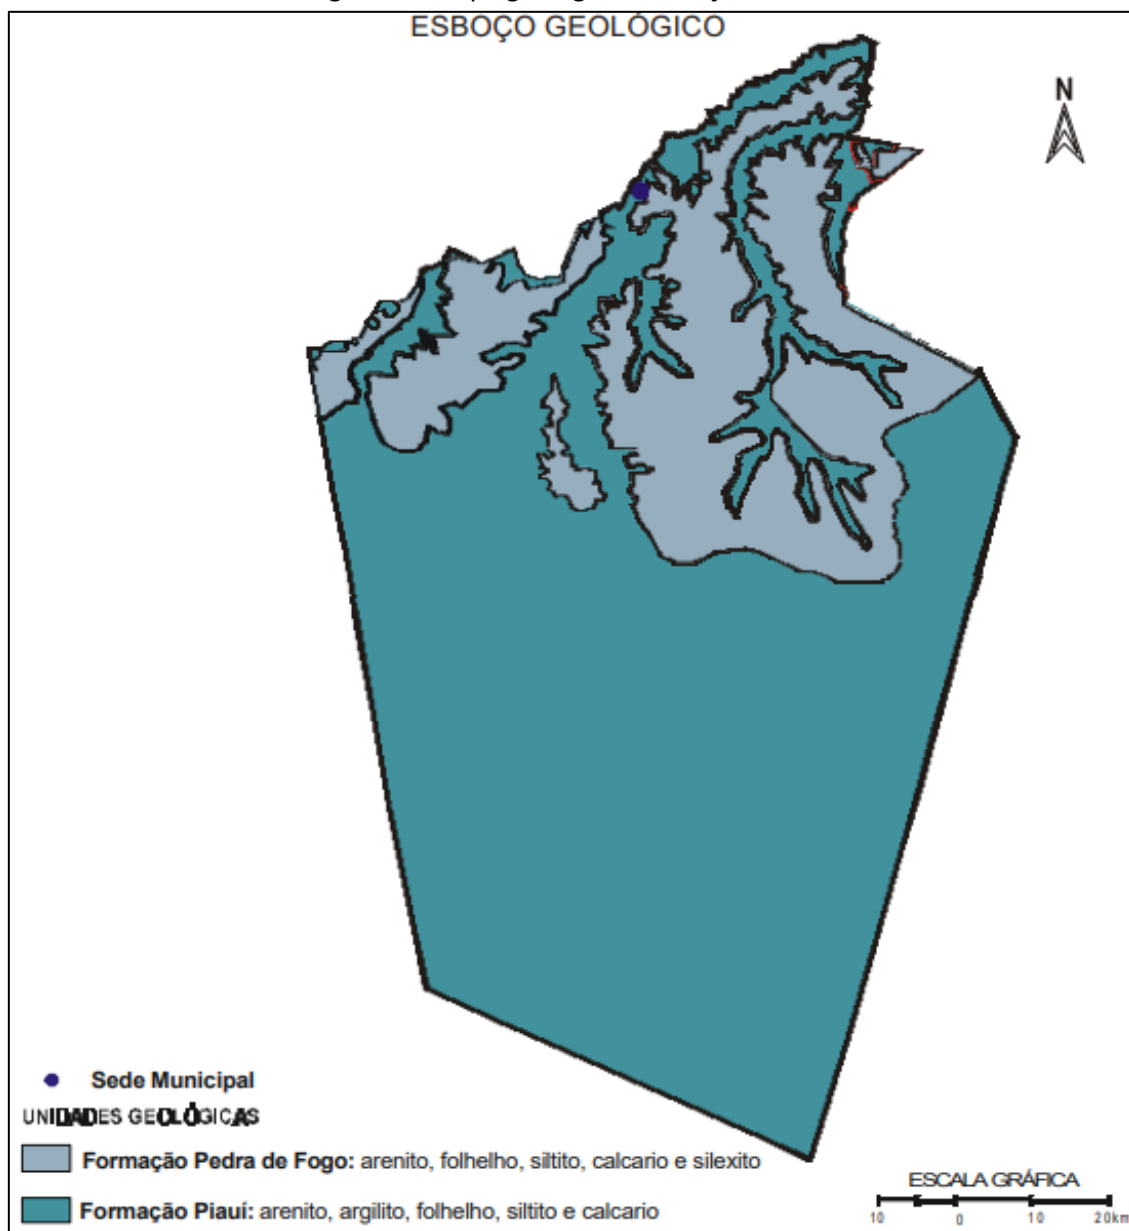 ESBOÇO GEOLÓGICO
N
Sede Municipal
UNIDADES GEOLÓGICAS
Formação Pedra de Fogo: arenito, folhelho, siltito, calcario e silexito
Formação Piauí: arenito, argilito, folhelho, siltito e calcario
ESCALA GRÁFICA
10 0 10 20km